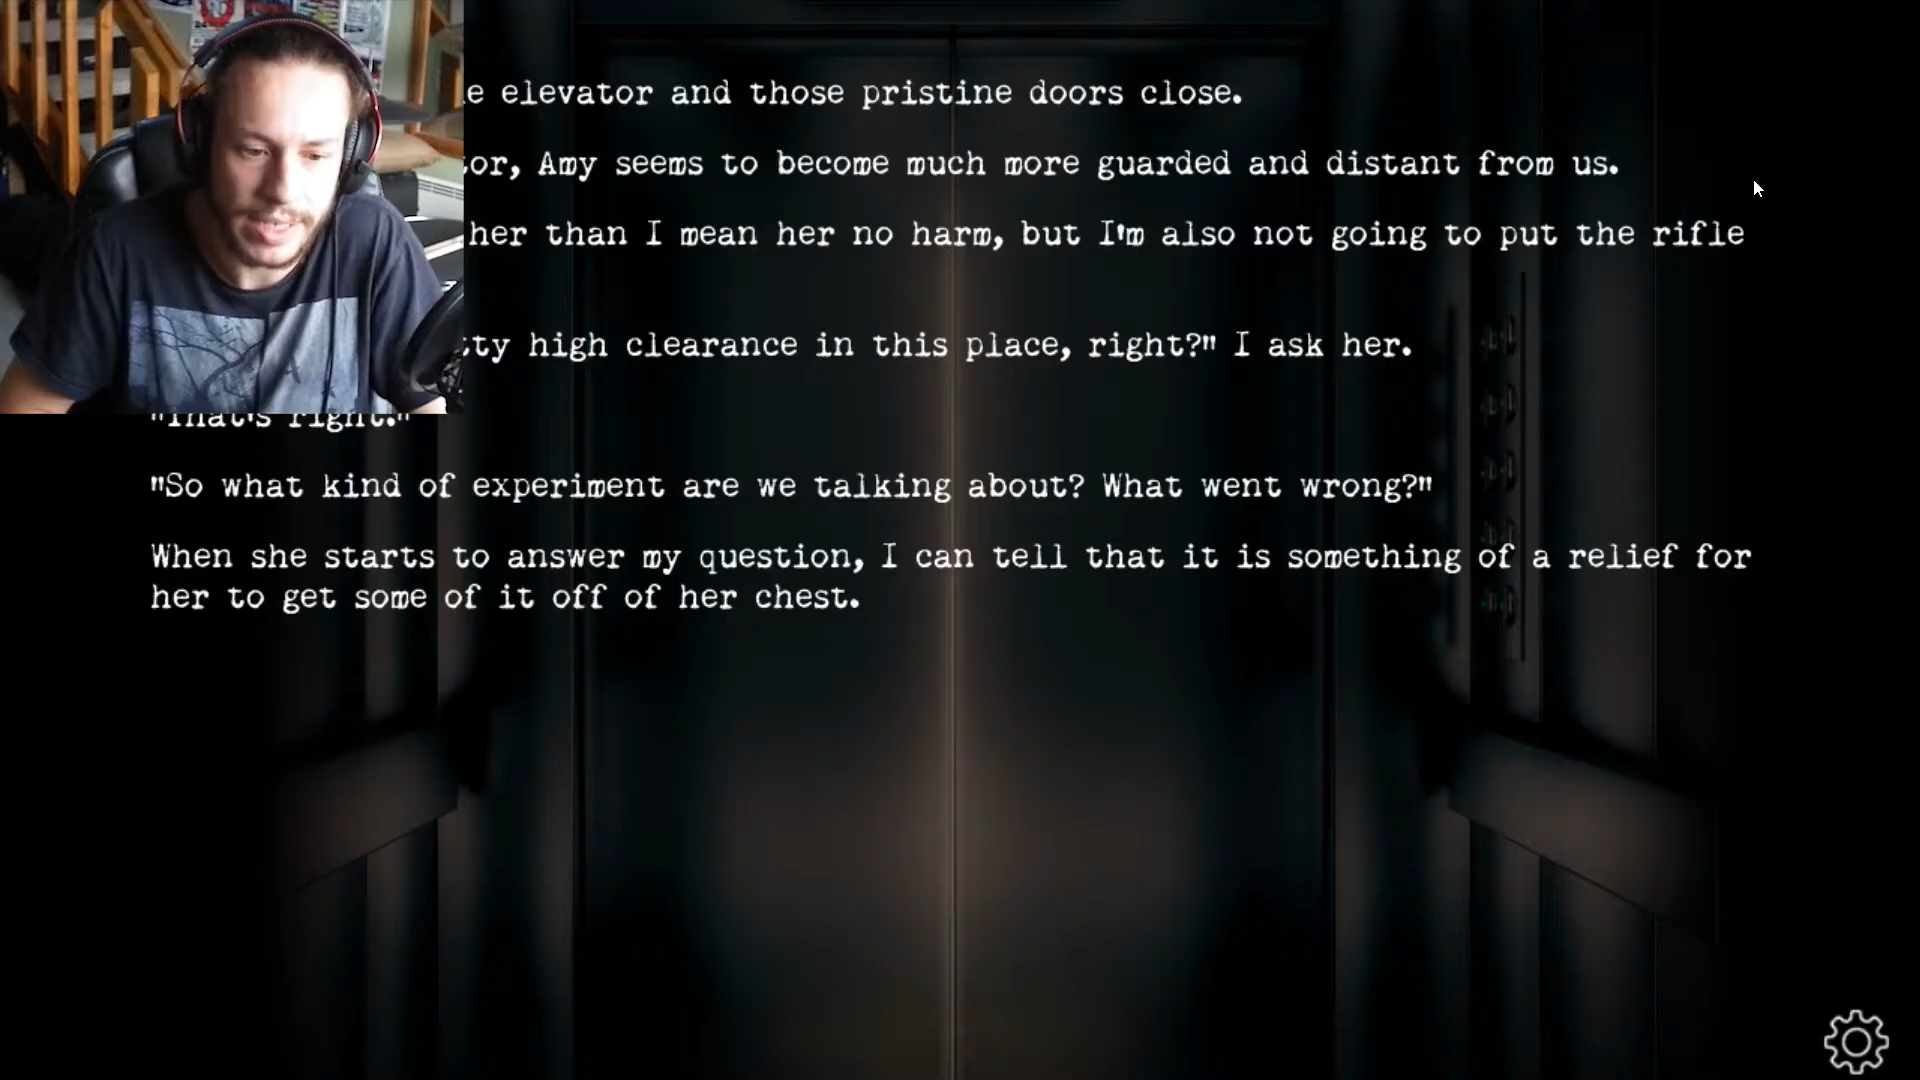 e elevator and those pristine doors close.
or, Amy seems to become much more guarded and distant from us.
her than I mean her no harm, but I'm also not going to put the rifle
ty high clearance in this place, right?" I ask her.
"That's right."
"So what kind of experiment are we talking about? What went wrong?"
When she starts to answer my question, I can tell that it is something of a relief for
her to get some of it off of her chest.